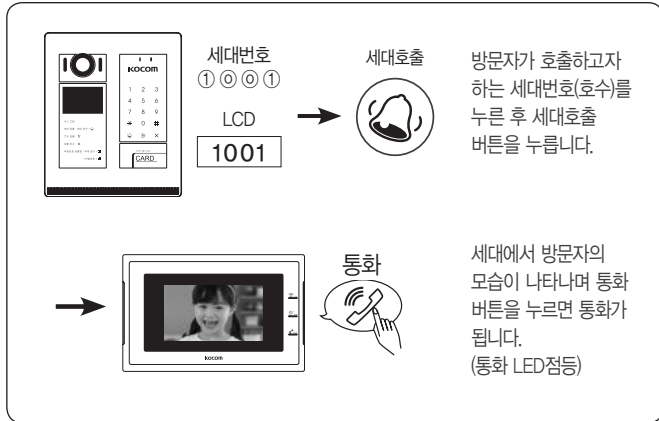 KOCOM
1 2 3
4 5 6
7 8 9
* 0 #
CARD
세대번호
① ⓪ ⓪ ①
LCD
1001
세대호출
방문자가 호출하고자
하는 세대번호(호수)를
누른 후 세대호출
버튼을 누릅니다.
kocom
통화
세대에서 방문자의
모습이 나타나며 통화
버튼을 누르면 통화가
됩니다.
(통화 LED점등)